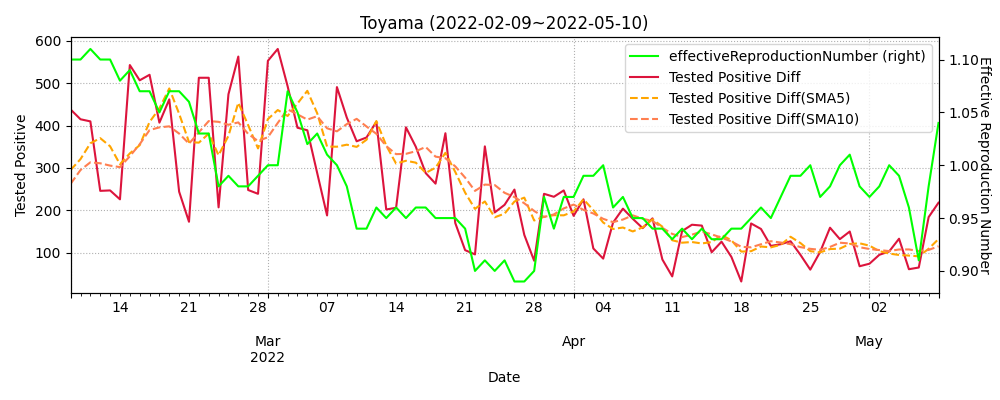 Toyama (2022-02-09~2022-05-10)
effectiveReproductionNumber (right)
Tested Positive Diff
Tested Positive Diff(SMA5)
Tested Positive Diff(SMA10)
Tested Positive
600
500
400
300
200
100
1.10
1.05
1.00
0.95
0.90
Effective Reproduction Number
14 21 28 07 14 21 28 04 11 18 25 02
Mar Apr May
2022
Date